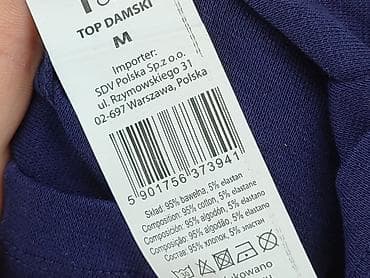 TOP DAMSKI
M
Importer:
SDV Polska Sp.z o.o.
ul. Rzymowskiego 31
02-697 Warszawa, Polska
5 901756 373941
Skład: 95% bawełna, 5% elastan
Composition: 95% cotton, 5% elastane
Composición: 95% algodón, 5% elastano
Composição: 95% algodão, 5% elastano
Состав: 95% хлопок, 5% эластан